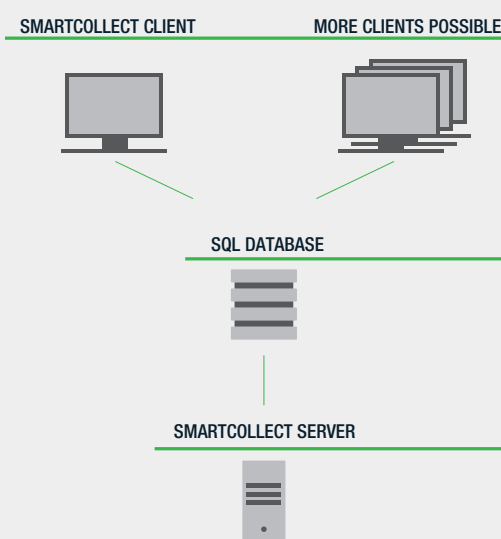 SMARTCOLLECT CLIENT
MORE CLIENTS POSSIBLE
SQL DATABASE
SMARTCOLLECT SERVER